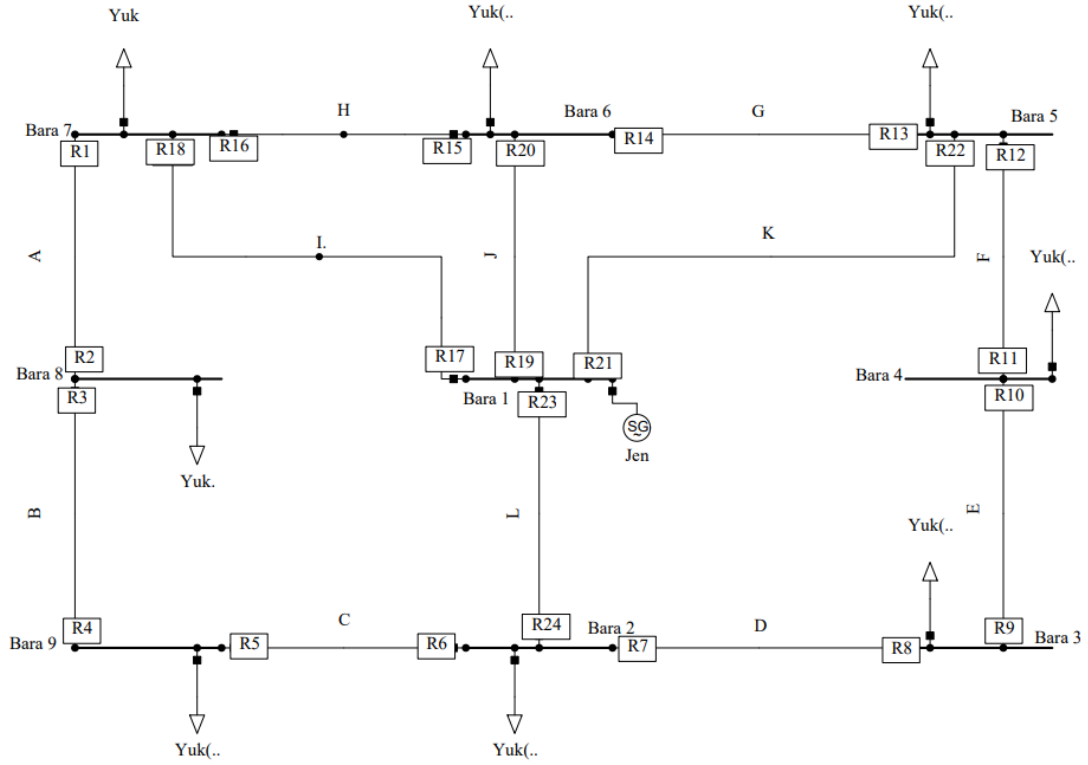 Yuk
Yuk(..
Yuk(..
H
Bara 6
G
Bara 5
Bara 7
R1
R18
R16
R15
R20
R14
R13
R22
R12
A
I.
J
K
F
Yuk(..
R2
R17
R19
R21
R11
Bara 8
R3
Bara 1
R23
Bara 4
R10
SG
~
Jen
Yuk.
B
L
Yuk(..
E
R4
C
R24
Bara 2
D
R9
Bara 9
R5
R6
R7
R8
Bara 3
Yuk(..
Yuk(..